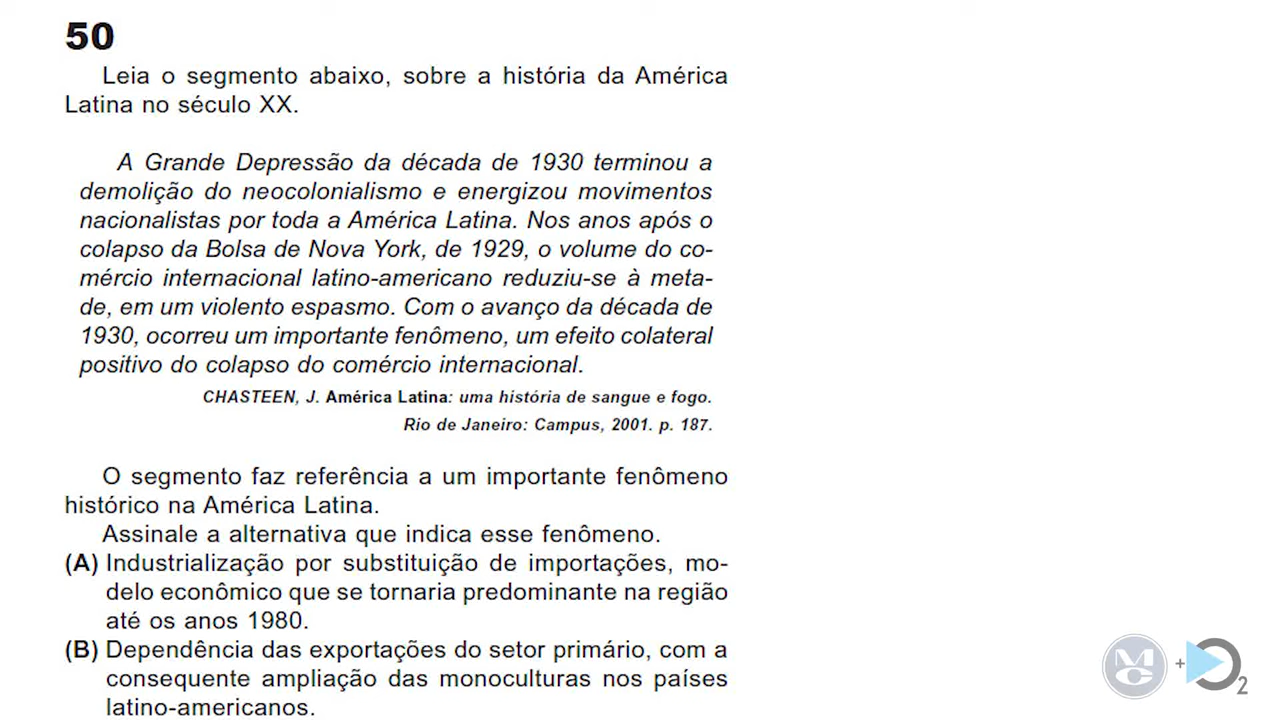 50
Leia o segmento abaixo, sobre a história da América
Latina no século XX.
A Grande Depressão da década de 1930 terminou a
demolição do neocolonialismo e energizou movimentos
nacionalistas por toda a América Latina. Nos anos após o
colapso da Bolsa de Nova York, de 1929, o volume do co-
mércio internacional latino-americano reduziu-se à meta-
de, em um violento espasmo. Com o avanço da década de
1930, ocorreu um importante fenômeno, um efeito colateral
positivo do colapso do comércio internacional.
CHASTEEN, J. América Latina: uma história de sangue e fogo.
Rio de Janeiro: Campus, 2001. p. 187.
O segmento faz referência a um importante fenômeno
histórico na América Latina.
Assinale a alternativa que indica esse fenômeno.
(A) Industrialização por substituição de importações, mo-
delo econômico que se tornaria predominante na região
até os anos 1980.
(B) Dependência das exportações do setor primário, com a
consequente ampliação das monoculturas nos países
latino-americanos.
MC + 2